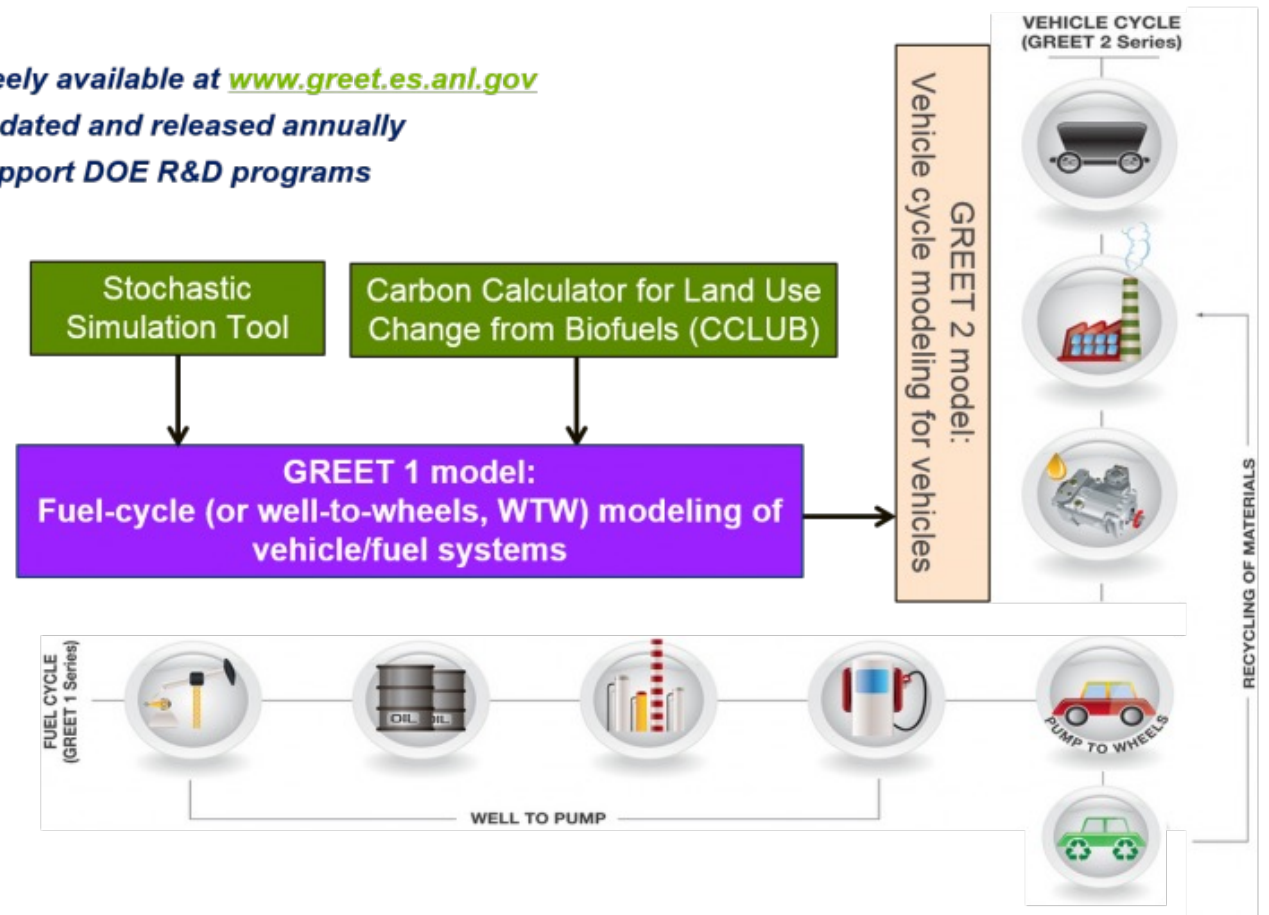 eely available at www.greet.es.anl.gov
dated and released annually
pport DOE R&D programs
VEHICLE CYCLE
(GREET 2 Series)
GREET 2 model:
Vehicle cycle modeling for vehicles
Stochastic
Simulation Tool
Carbon Calculator for Land Use
Change from Biofuels (CCLUB)
GREET 1 model:
Fuel-cycle (or well-to-wheels, WTW) modeling of
vehicle/fuel systems
RECYCLING OF MATERIALS
FUEL CYCLE
(GREET 1 Series)
OIL
IL
PUMP TO WHEELS
WELL TO PUMP